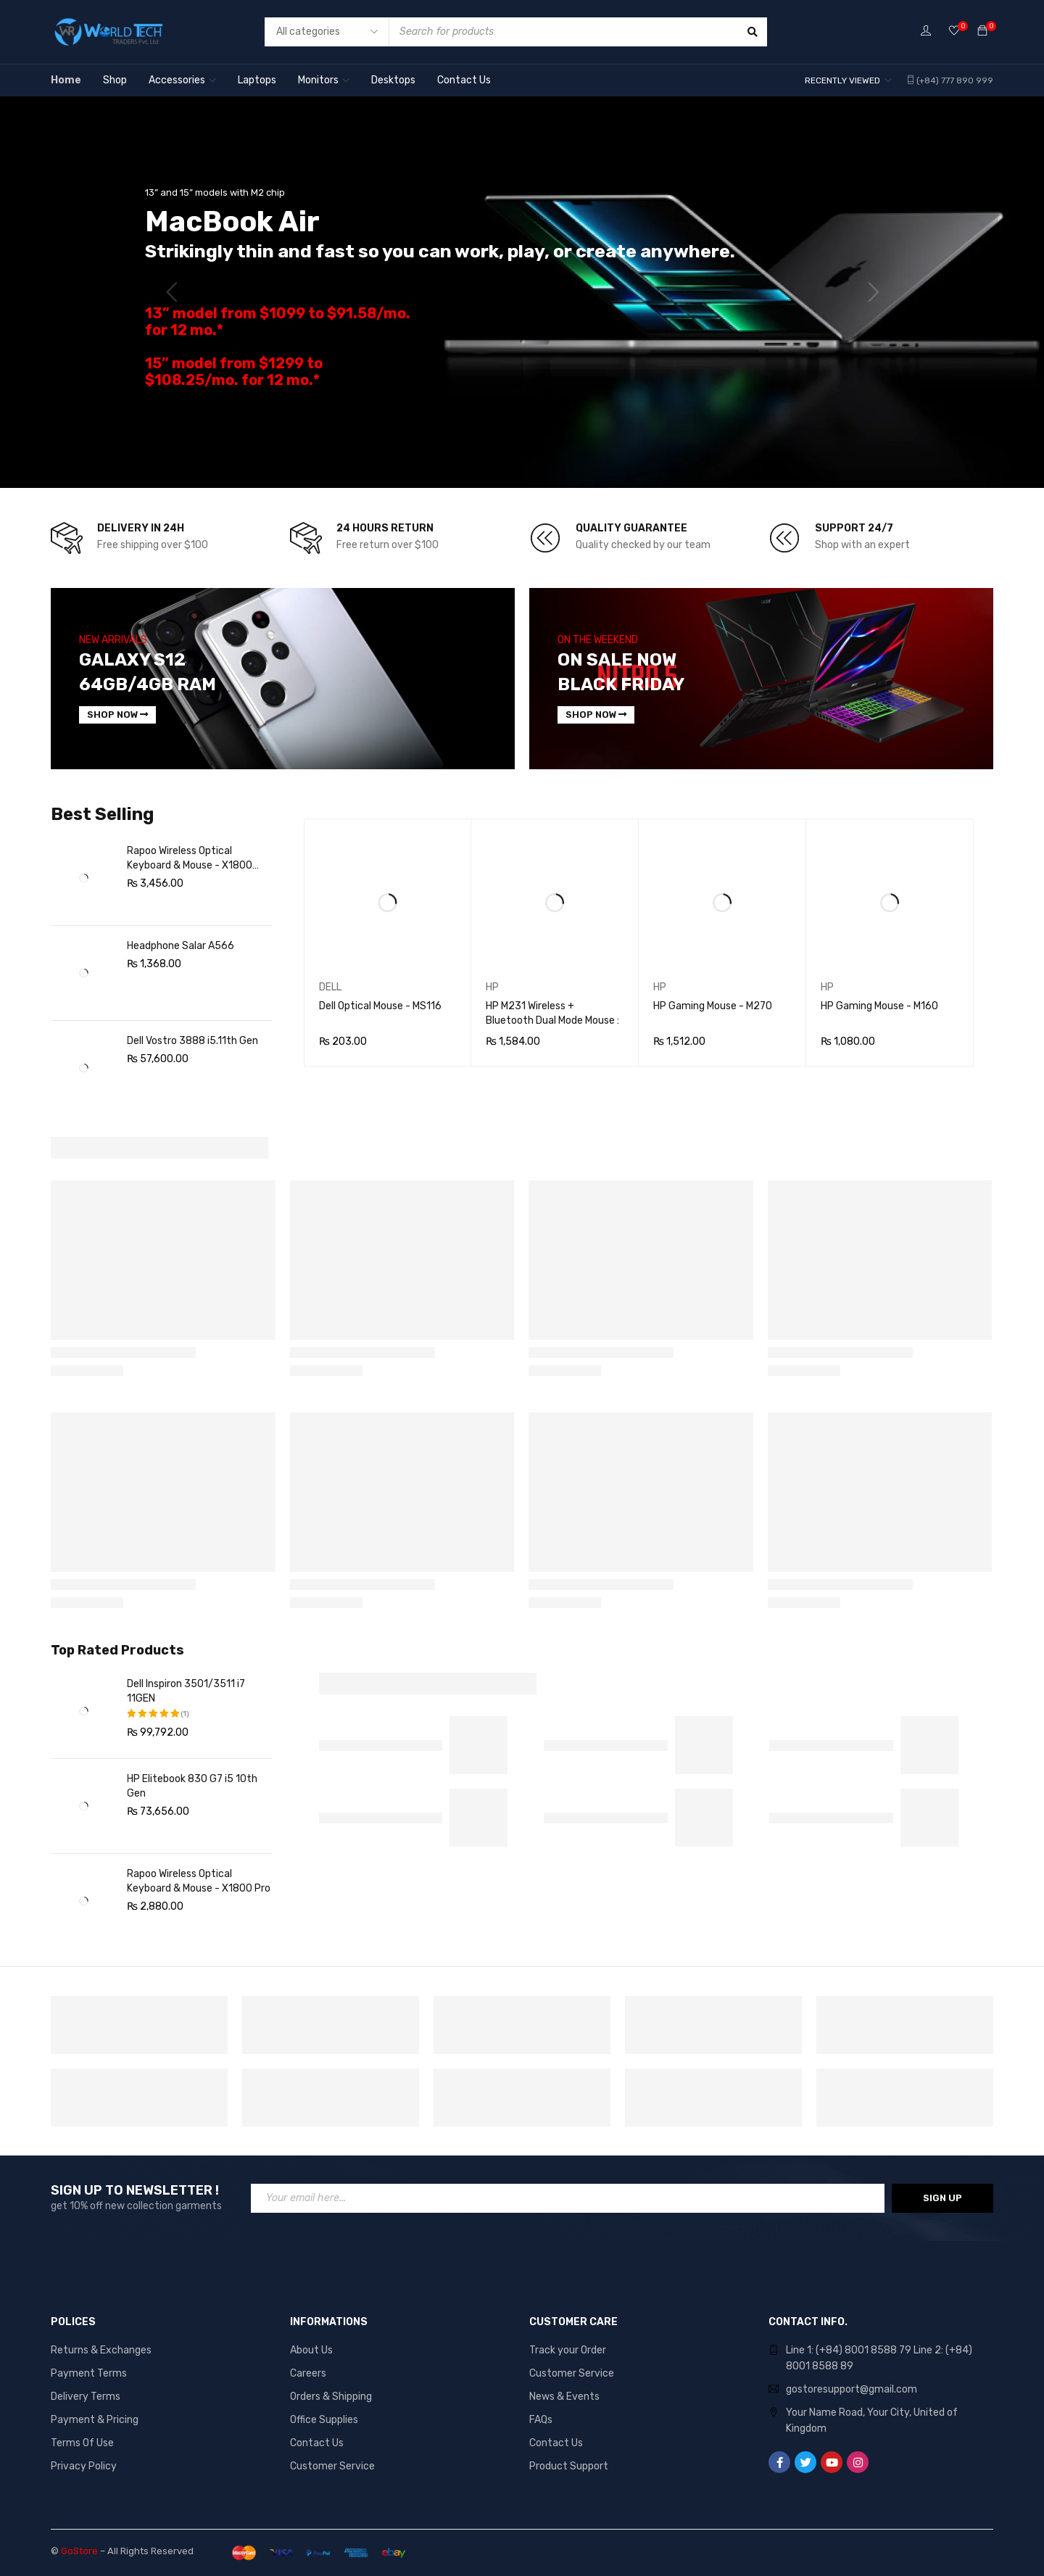 WR WORLD TECH
TRADERS Pvt. Ltd
All categories
Search for products
0
0
Home
Shop
Accessories
Laptops
Monitors
Desktops
Contact Us
RECENTLY VIEWED
(+84) 777 890 999
13” and 15” models with M2 chip
MacBook Air
Strikingly thin and fast so you can work, play, or create anywhere.
13” model from $1099 to $91.58/mo.
for 12 mo.*
15” model from $1299 to
$108.25/mo. for 12 mo.*
DELIVERY IN 24H
Free shipping over $100
24 HOURS RETURN
Free return over $100
QUALITY GUARANTEE
Quality checked by our team
SUPPORT 24/7
Shop with an expert
NEW ARRIVALS
GALAXY S12
64GB/4GB RAM
SHOP NOW
ON THE WEEKEND
ON SALE NOW
NITRO 5
BLACK FRIDAY
SHOP NOW
Best Selling
Rapoo Wireless Optical
Keyboard & Mouse - X1800...
₨ 3,456.00
Headphone Salar A566
₨ 1,368.00
Dell Vostro 3888 i5.11th Gen
₨ 57,600.00
DELL
Dell Optical Mouse - MS116
₨ 203.00
HP
HP M231 Wireless +
Bluetooth Dual Mode Mouse :
₨ 1,584.00
HP
HP Gaming Mouse - M270
₨ 1,512.00
HP
HP Gaming Mouse - M160
₨ 1,080.00
Top Rated Products
Dell Inspiron 3501/3511 i7
11GEN
(1)
₨ 99,792.00
HP Elitebook 830 G7 i5 10th
Gen
₨ 73,656.00
Rapoo Wireless Optical
Keyboard & Mouse - X1800 Pro
₨ 2,880.00
SIGN UP TO NEWSLETTER !
get 10% off new collection garments
Your email here...
SIGN UP
POLICES
Returns & Exchanges
Payment Terms
Delivery Terms
Payment & Pricing
Terms Of Use
Privacy Policy
INFORMATIONS
About Us
Careers
Orders & Shipping
Office Supplies
Contact Us
Customer Service
CUSTOMER CARE
Track your Order
Customer Service
News & Events
FAQs
Contact Us
Product Support
CONTACT INFO.
Line 1: (+84) 8001 8588 79 Line 2: (+84)
8001 8588 89
gostoresupport@gmail.com
Your Name Road, Your City, United of
Kingdom
© GoStore – All Rights Reserved
MasterCard
VISA
PayPal
ebay